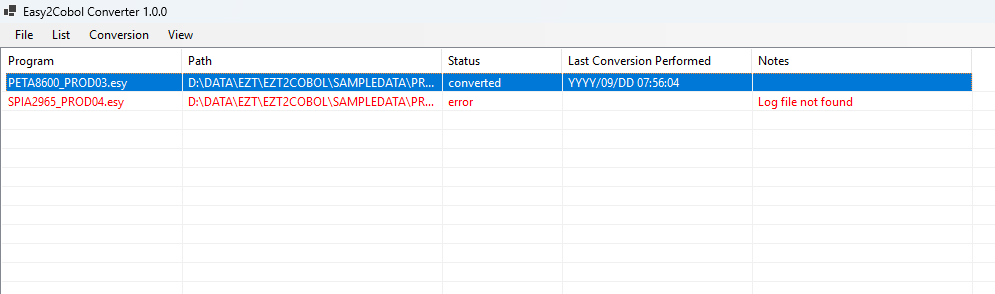 Easy2Cobol Converter 1.0.0
File List Conversion View
Program Path Status Last Conversion Performed Notes
PETA8600_PROD03.esy D:\DATA\EZT\EZT2COBOL\SAMPLEDATA\PR... converted YYYY/09/DD 07:56:04
SPIA2965_PROD04.esy D:\DATA\EZT\EZT2COBOL\SAMPLEDATA\PR... error Log file not found